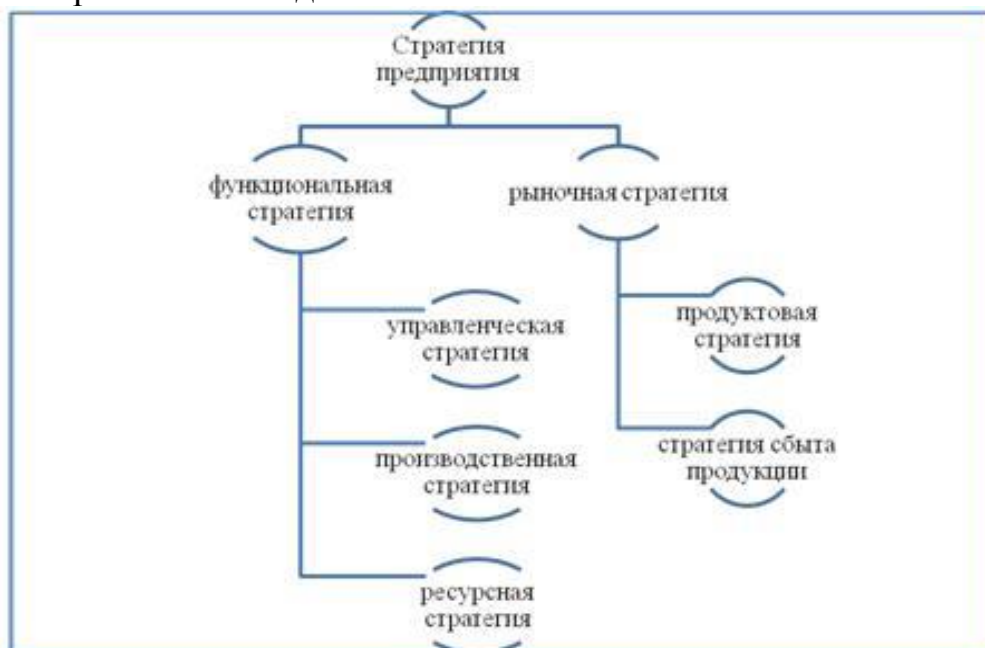 Стратегия
предприятия
функциональная
стратегия
рыночная стратегия
управленческая
стратегия
продуктовая
стратегия
производственная
стратегия
стратегия сбыта
продукции
ресурсная
стратегия